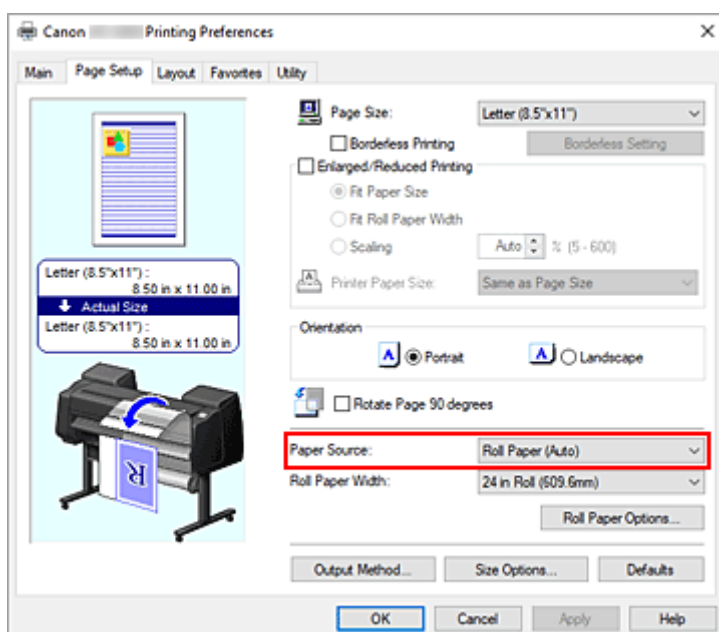 Canon Printing Preferences
Main Page Setup Layout Favorites Utility
Page Size: Letter (8.5"x11")
Borderless Printing Borderless Setting
Enlarged/Reduced Printing
Fit Paper Size
Fit Roll Paper Width
Scaling Auto % (5 - 600)
Printer Paper Size: Same as Page Size
Letter (8.5"x11") :
8.50 in x 11.00 in
Actual Size
Letter (8.5"x11") :
8.50 in x 11.00 in
Orientation
A Portrait A Landscape
Rotate Page 90 degrees
Paper Source: Roll Paper (Auto)
Roll Paper Width: 24 in Roll (609.6mm)
Roll Paper Options...
R
Output Method... Size Options... Defaults
OK Cancel Apply Help